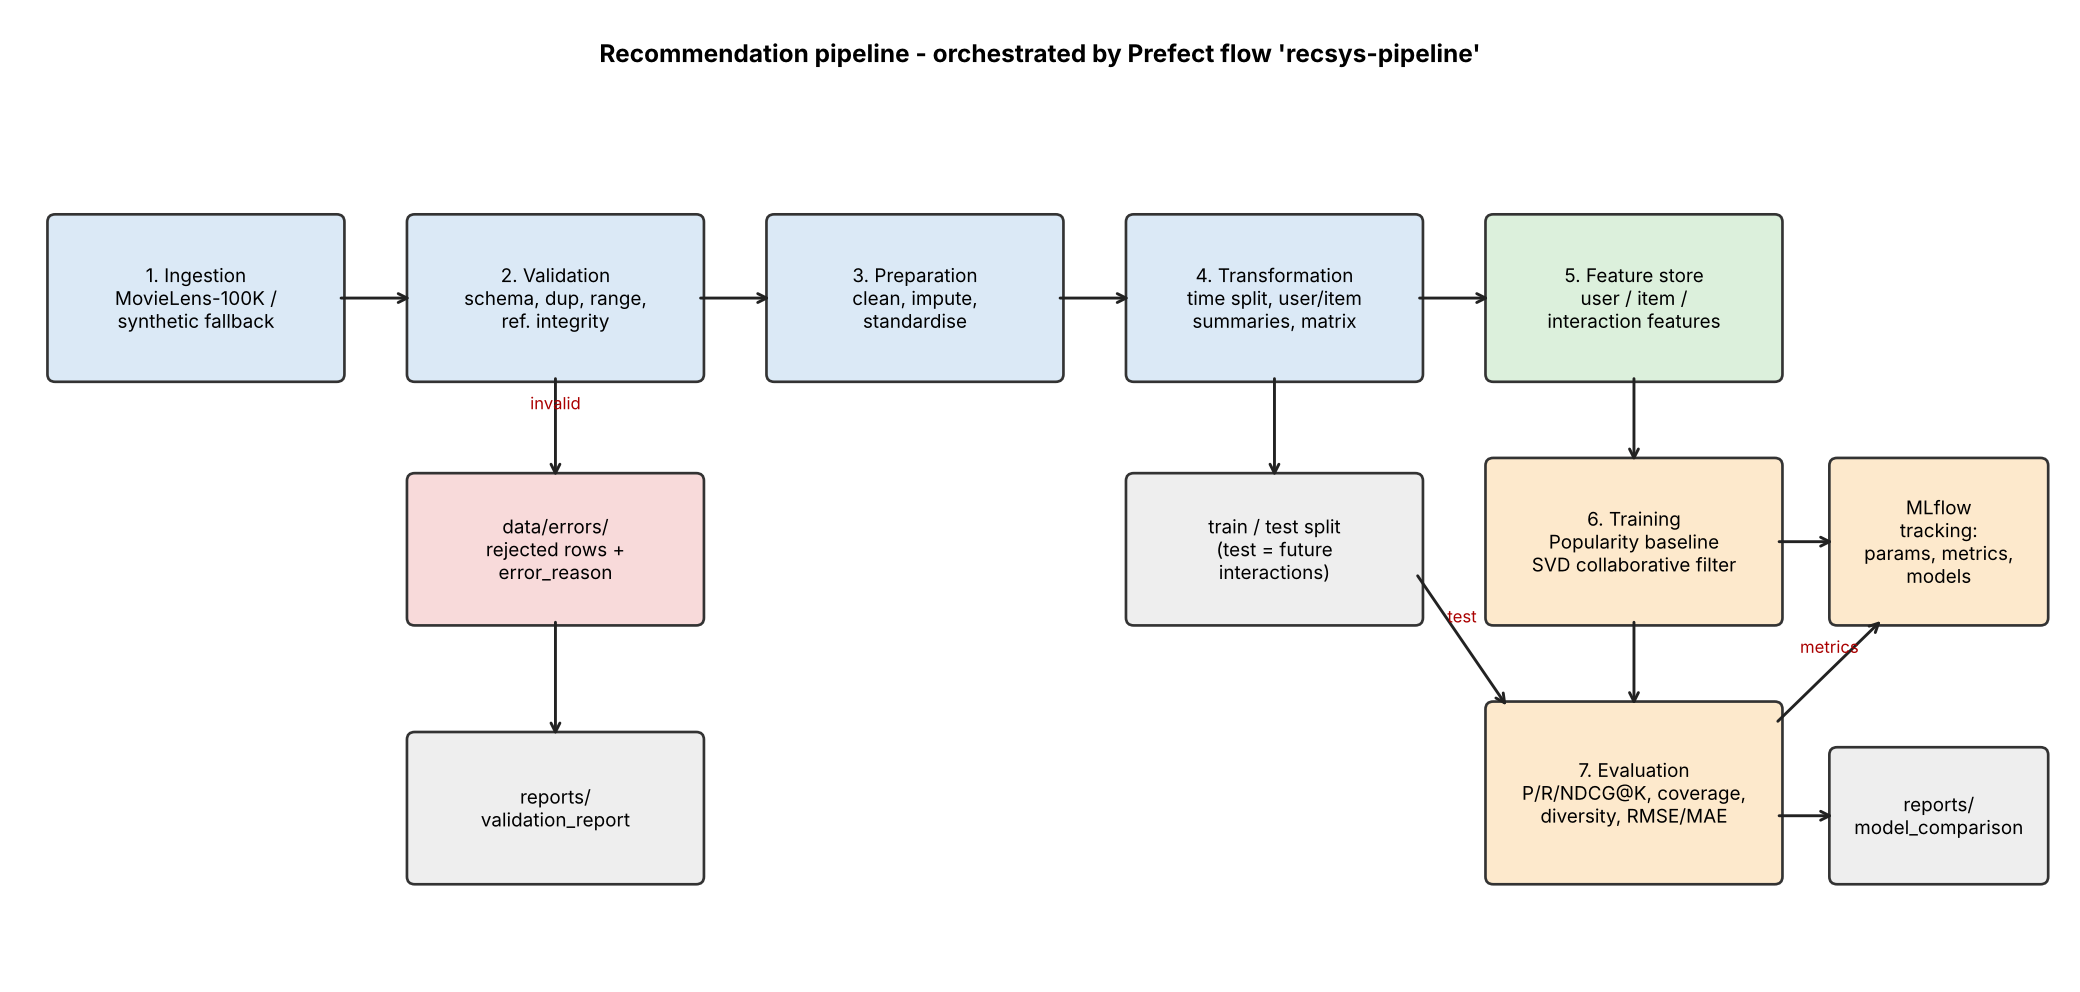 Recommendation pipeline - orchestrated by Prefect flow 'recsys-pipeline'
1. Ingestion
MovieLens-100K /
synthetic fallback
2. Validation
schema, dup, range,
ref. integrity
3. Preparation
clean, impute,
standardise
4. Transformation
time split, user/item
summaries, matrix
5. Feature store
user / item /
interaction features
invalid
data/errors/
rejected rows +
error_reason
train / test split
(test = future
interactions)
6. Training
Popularity baseline
SVD collaborative filter
MLflow
tracking:
params, metrics,
models
test
metrics
reports/
validation_report
7. Evaluation
P/R/NDCG@K, coverage,
diversity, RMSE/MAE
reports/
model_comparison